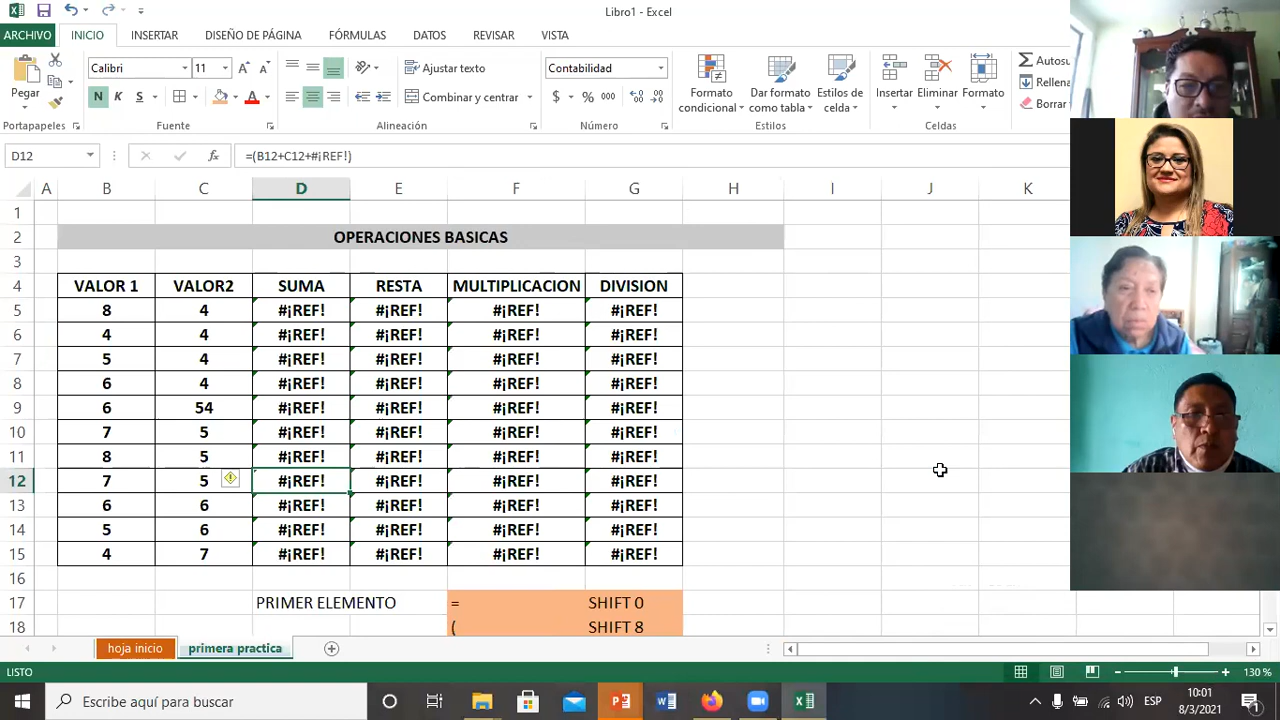 Libro1 - Excel
ARCHIVO INICIO INSERTAR DISEÑO DE PÁGINA FÓRMULAS DATOS REVISAR VISTA
Calibri 11 Ajustar texto Contabilidad Autosu
Pegar N K S Combinar y centrar $ % 000 Formato condicional Dar formato como tabla Estilos de celda Insertar Eliminar Formato Rellena
Borrar
Portapapeles Fuente Alineación Número Estilos Celdas
D12 fx =(B12+C12+#¡REF!)
A B C D E F G H I J K
1
2 OPERACIONES BASICAS
3
4 VALOR 1 VALOR2 SUMA RESTA MULTIPLICACION DIVISION
5 8 4 #¡REF! #¡REF! #¡REF! #¡REF!
6 4 4 #¡REF! #¡REF! #¡REF! #¡REF!
7 5 4 #¡REF! #¡REF! #¡REF! #¡REF!
8 6 4 #¡REF! #¡REF! #¡REF! #¡REF!
9 6 54 #¡REF! #¡REF! #¡REF! #¡REF!
10 7 5 #¡REF! #¡REF! #¡REF! #¡REF!
11 8 5 #¡REF! #¡REF! #¡REF! #¡REF!
12 7 5 #¡REF! #¡REF! #¡REF! #¡REF!
13 6 6 #¡REF! #¡REF! #¡REF! #¡REF!
14 5 6 #¡REF! #¡REF! #¡REF! #¡REF!
15 4 7 #¡REF! #¡REF! #¡REF! #¡REF!
16
17 PRIMER ELEMENTO = SHIFT 0
18 ( SHIFT 8
hoja inicio primera practica
LISTO 130 %
Escribe aquí para buscar ESP 10:01
8/3/2021